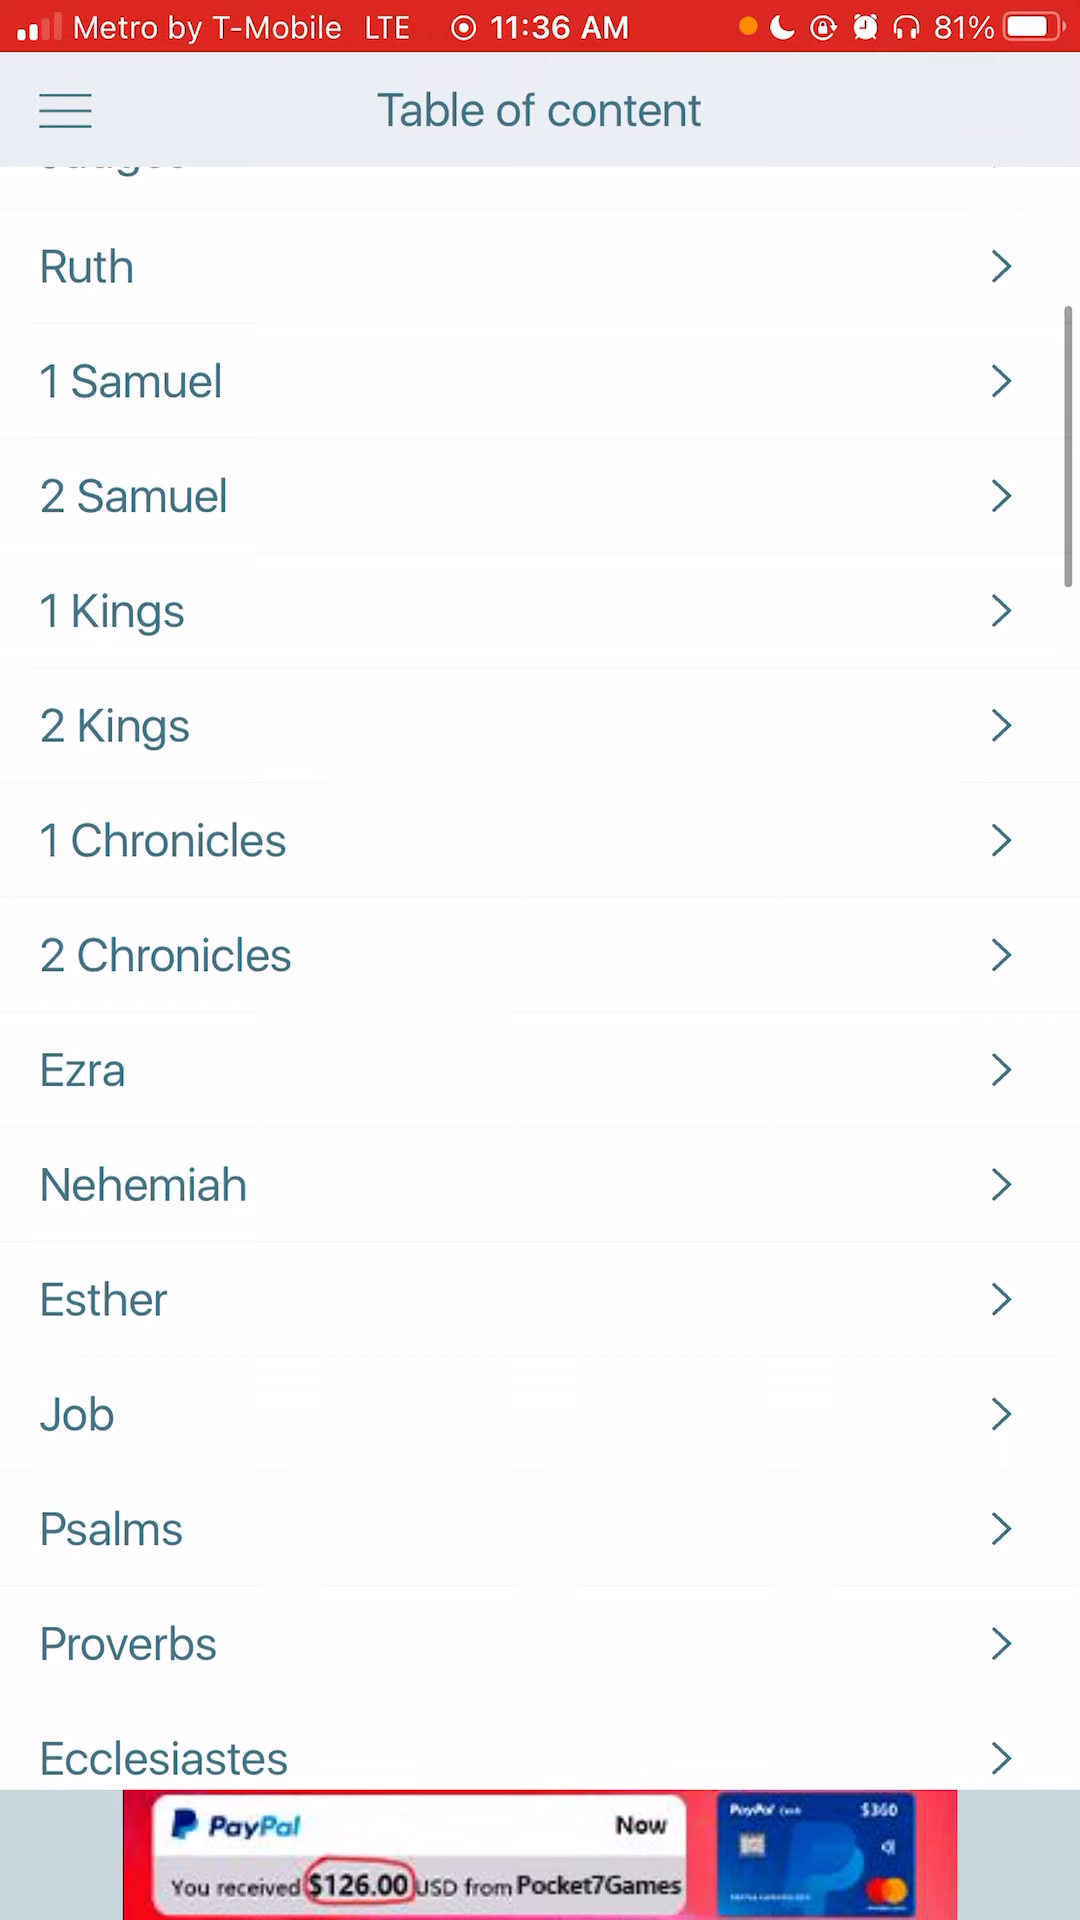 Metro by T-Mobile LTE 11:36 AM 81%
Table of content
Ruth
1 Samuel
2 Samuel
1 Kings
2 Kings
1 Chronicles
2 Chronicles
Ezra
Nehemiah
Esther
Job
Psalms
Proverbs
Ecclesiastes
PayPal Now
You received $126.00 USD from Pocket7Games
PayPal $360